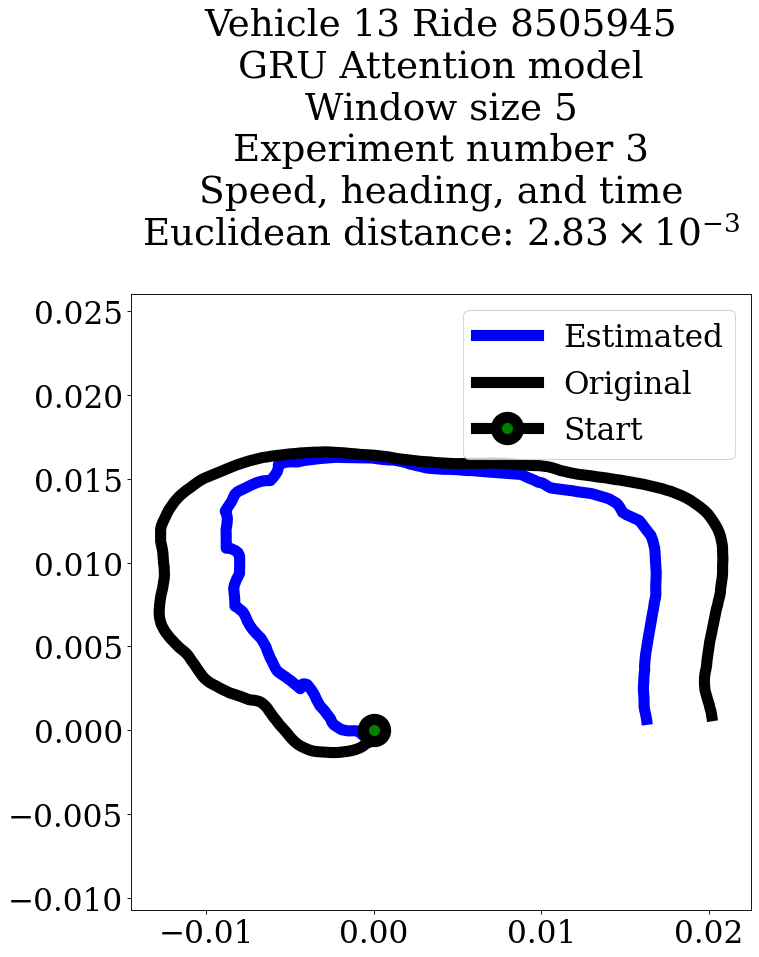 Vehicle 13 Ride 8505945
GRU Attention model
Window size 5
Experiment number 3
Speed, heading, and time
Euclidean distance: 2.83 × 10⁻³
0.025
0.020
0.015
0.010
0.005
0.000
−0.005
−0.010
Estimated
Original
Start
−0.01 0.00 0.01 0.02